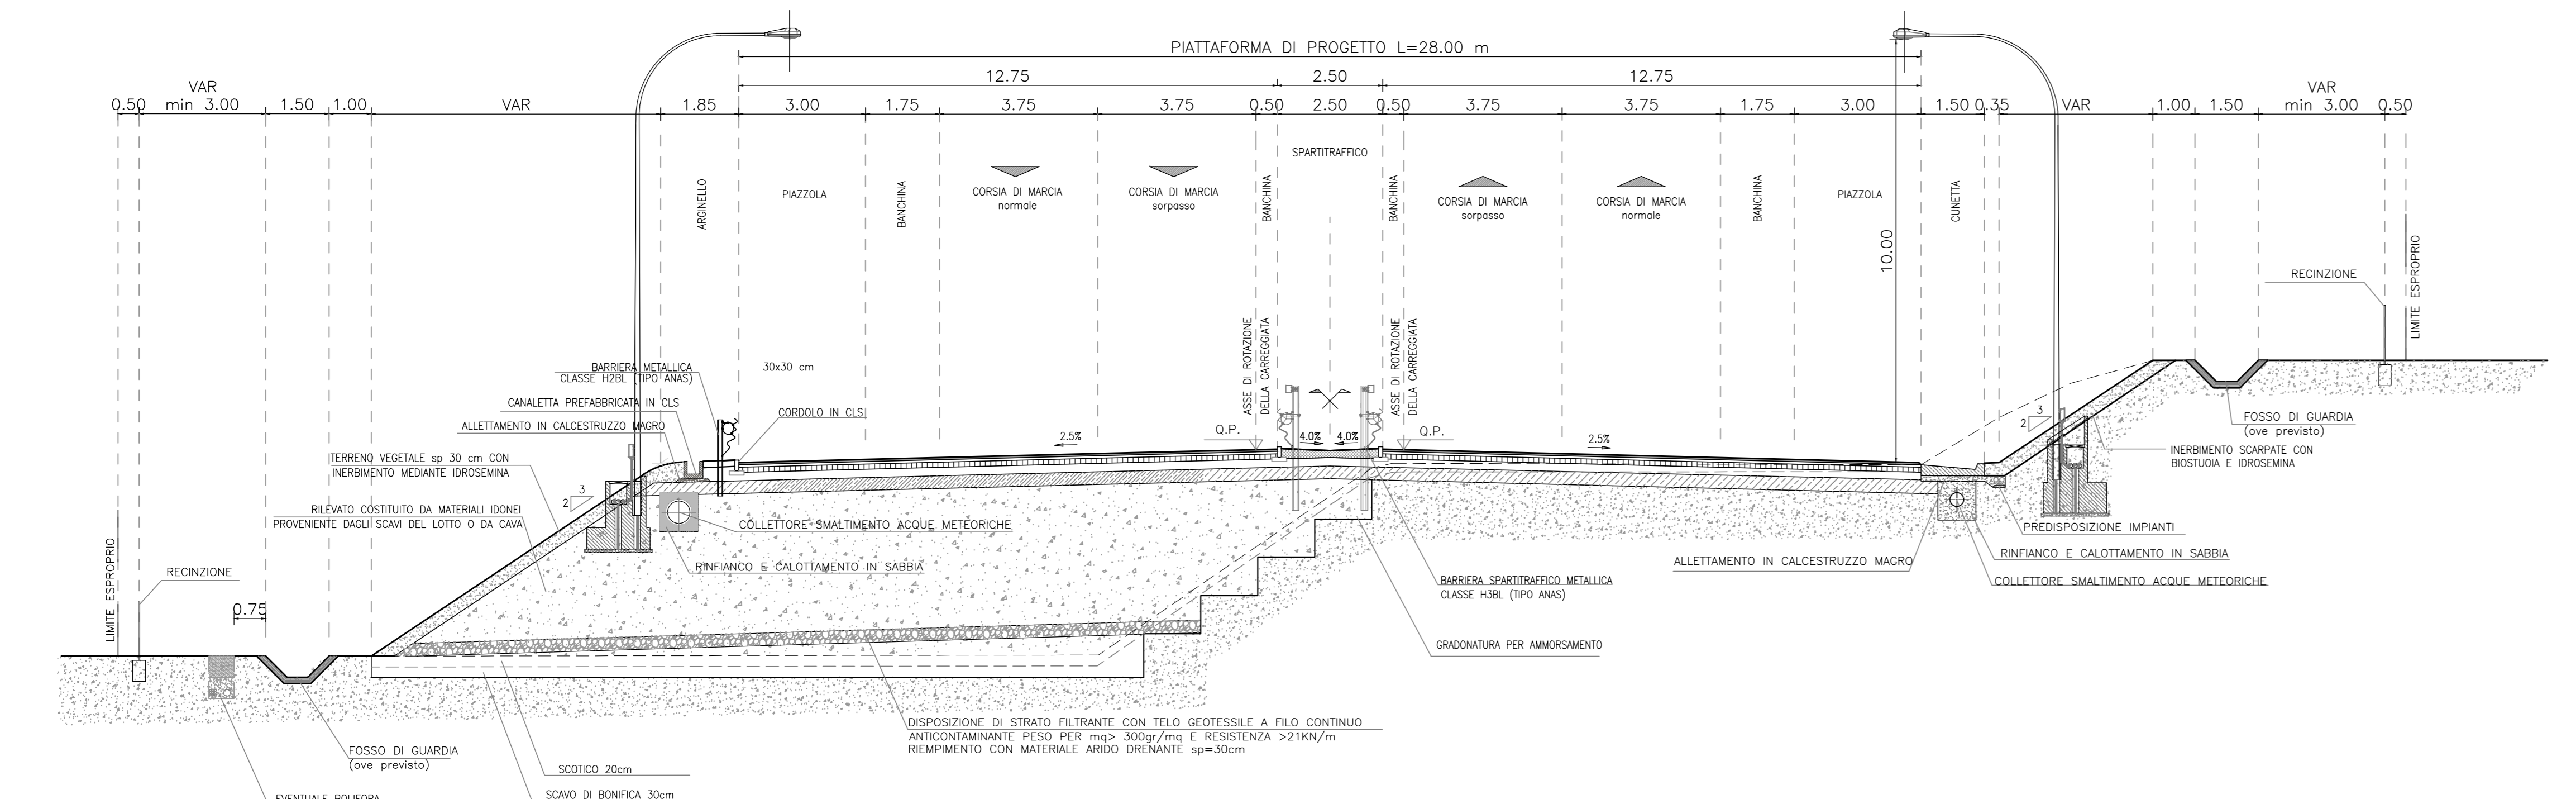 PIATTAFORMA DI PROGETTO L=28.00 m
12.75 2.50 12.75
VAR VAR
0.50 min 3.00 1.50 1.00 VAR 1.85 3.00 1.75 3.75 3.75 0.50 2.50 0.50 3.75 3.75 1.75 3.00 1.50 0.35 VAR 1.00 1.50 min 3.00 0.50
SPARTITRAFFICO
ARGINELLO
PIAZZOLA
BANCHINA
CORSIA DI MARCIA
normale
CORSIA DI MARCIA
sorpasso
BANCHINA
BANCHINA
CORSIA DI MARCIA
sorpasso
CORSIA DI MARCIA
normale
BANCHINA
PIAZZOLA
CUNETTA
10.00
RECINZIONE
LIMITE ESPROPRIO
ASSE DI ROTAZIONE
DELLA CARREGGIATA
ASSE DI ROTAZIONE
DELLA CARREGGIATA
BARRIERA METALLICA
CLASSE H2BL (TIPO ANAS)
30x30 cm
CANALETTA PREFABBRICATA IN CLS
CORDOLO IN CLS
ALLETTAMENTO IN CALCESTRUZZO MAGRO
2.5%
Q.P.
4.0% 4.0%
Q.P.
2.5%
3
2
FOSSO DI GUARDIA
(ove previsto)
INERBIMENTO SCARPATE CON
BIOSTUOIA E IDROSEMINA
TERRENO VEGETALE sp 30 cm CON
INERBIMENTO MEDIANTE IDROSEMINA
3
2
RILEVATO COSTITUITO DA MATERIALI IDONEI
PROVENIENTE DAGLI SCAVI DEL LOTTO O DA CAVA
COLLETTORE SMALTIMENTO ACQUE METEORICHE
PREDISPOSIZIONE IMPIANTI
RINFIANCO E CALOTTAMENTO IN SABBIA
ALLETTAMENTO IN CALCESTRUZZO MAGRO
RINFIANCO E CALOTTAMENTO IN SABBIA
COLLETTORE SMALTIMENTO ACQUE METEORICHE
LIMITE ESPROPRIO
RECINZIONE
0.75
BARRIERA SPARTITRAFFICO METALLICA
CLASSE H3BL (TIPO ANAS)
GRADONATURA PER AMMORSAMENTO
DISPOSIZIONE DI STRATO FILTRANTE CON TELO GEOTESSILE A FILO CONTINUO
ANTICONTAMINANTE PESO PER mq> 300gr/mq E RESISTENZA >21KN/m
RIEMPIMENTO CON MATERIALE ARIDO DRENANTE sp=30cm
FOSSO DI GUARDIA
(ove previsto)
SCOTICO 20cm
SCAVO DI BONIFICA 30cm
EVENTUALE POLIFORA